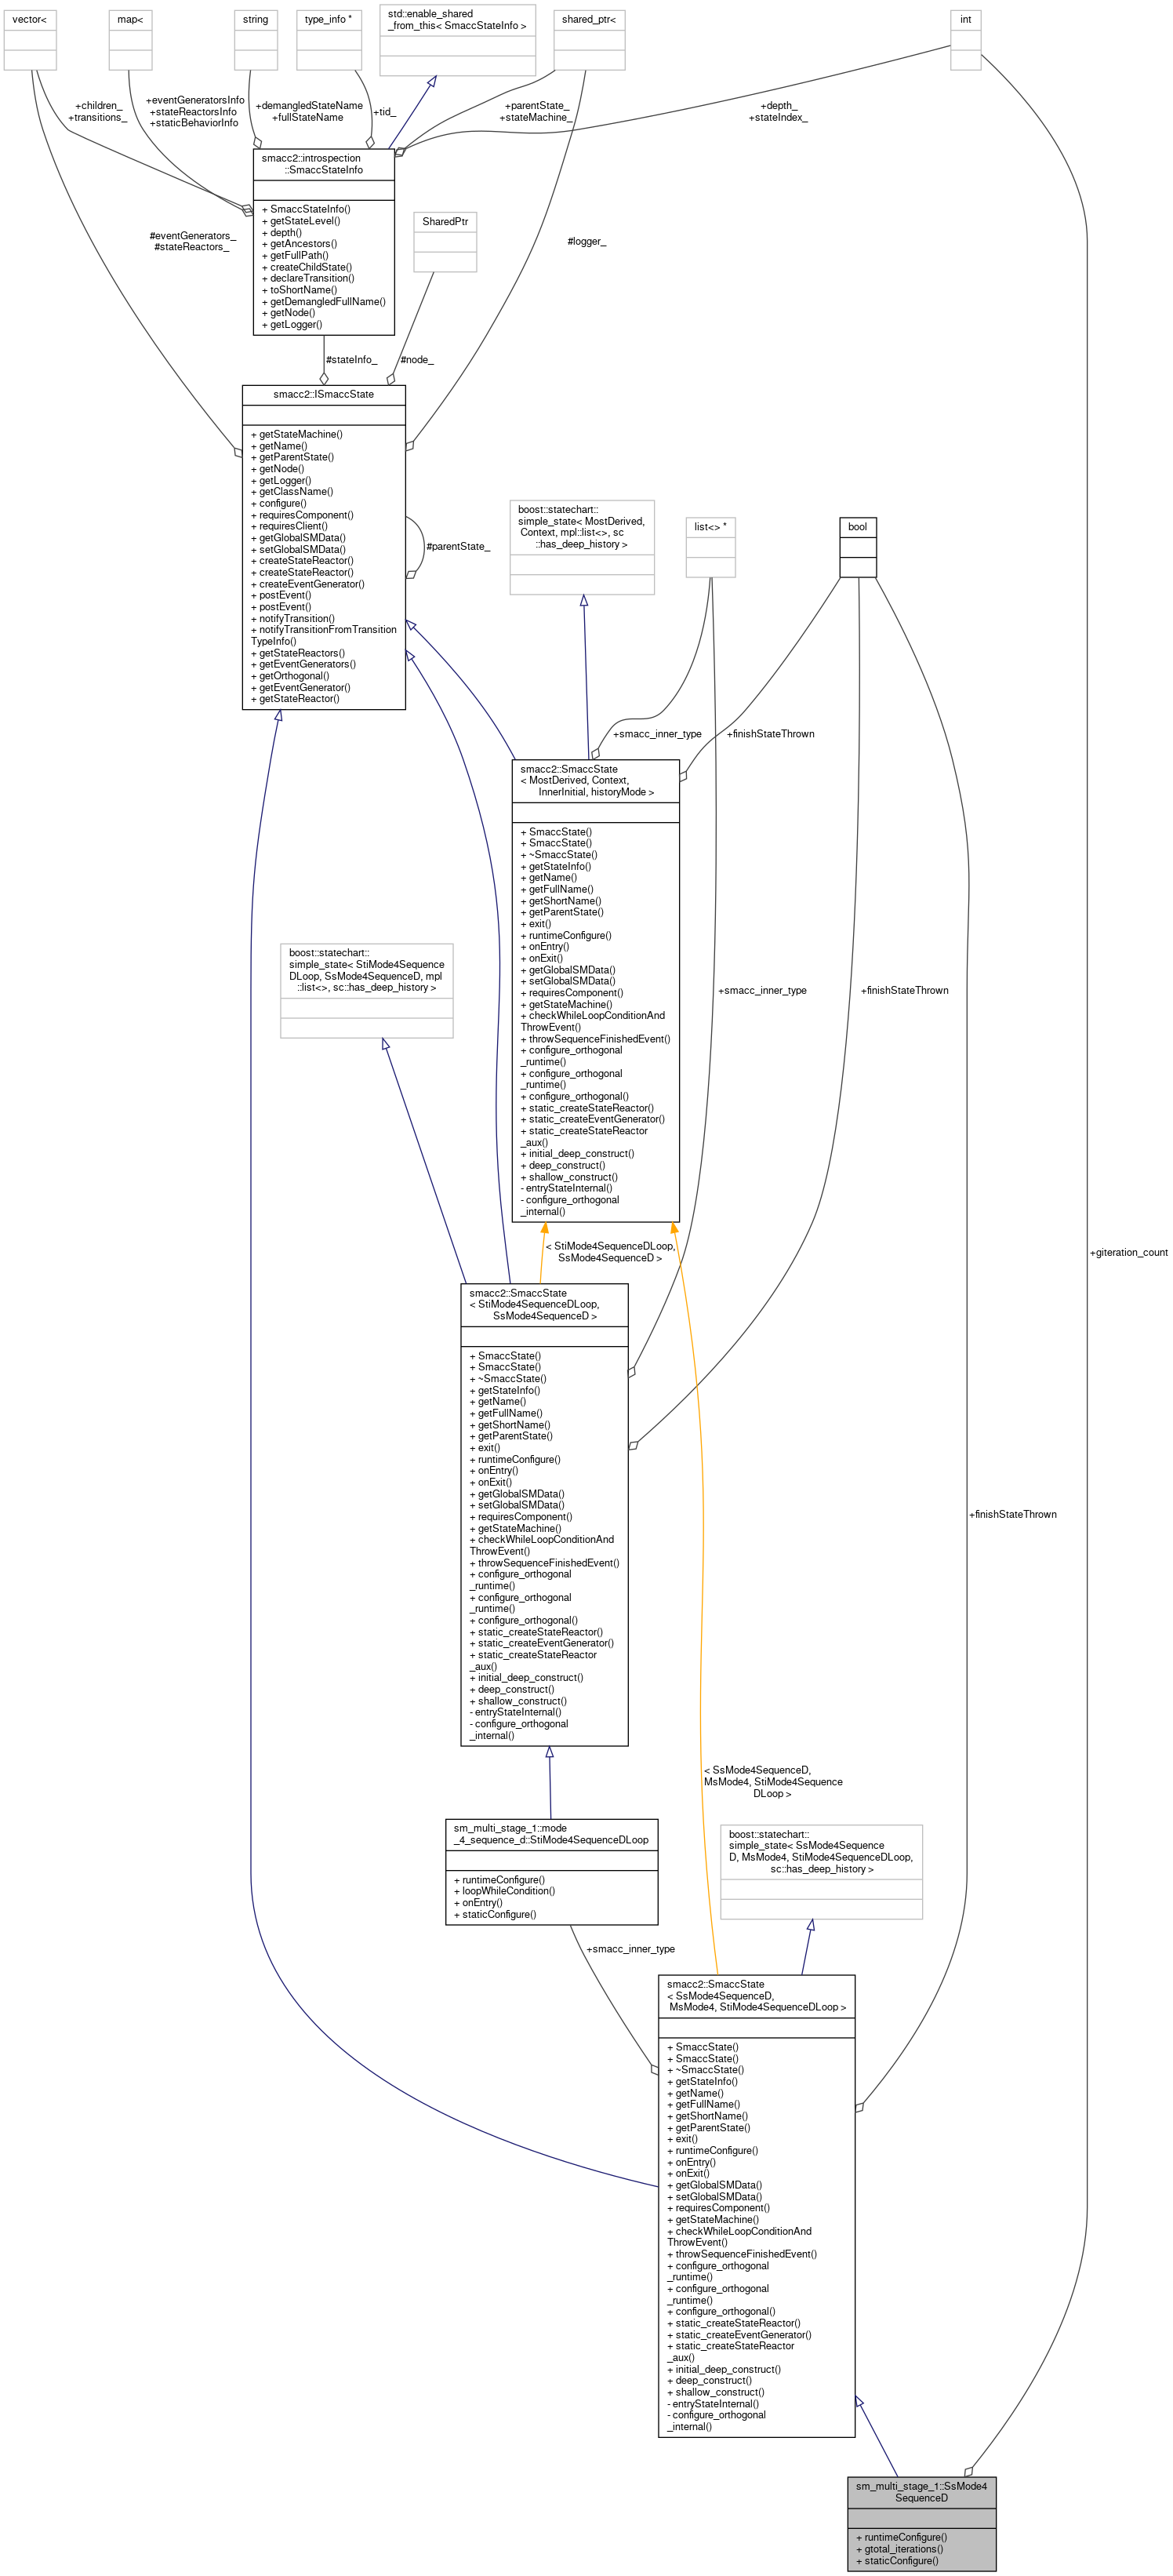 vector<
map<
string
type_info *
std::enable_shared
_from_this< SmaccStateInfo >
shared_ptr<
int
+children_
+transitions_
+eventGeneratorsInfo
+stateReactorsInfo
+staticBehaviorInfo
+demangledStateName
+fullStateName
+tid_
+parentState_
+stateMachine_
+depth_
+stateIndex_
smacc2::introspection
::SmaccStateInfo
+ SmaccStateInfo()
+ getStateLevel()
+ depth()
+ getAncestors()
+ getFullPath()
+ createChildState()
+ declareTransition()
+ toShortName()
+ getDemangledFullName()
+ getNode()
+ getLogger()
SharedPtr
#eventGenerators_
#stateReactors_
#logger_
#stateInfo_
#node_
smacc2::ISmaccState
+ getStateMachine()
+ getName()
+ getParentState()
+ getNode()
+ getLogger()
+ getClassName()
+ configure()
+ requiresComponent()
+ requiresClient()
+ getGlobalSMData()
+ setGlobalSMData()
+ createStateReactor()
+ createStateReactor()
+ createEventGenerator()
+ postEvent()
+ postEvent()
+ notifyTransition()
+ notifyTransitionFromTransition
TypeInfo()
+ getStateReactors()
+ getEventGenerators()
+ getOrthogonal()
+ getEventGenerator()
+ getStateReactor()
#parentState_
boost::statechart::
simple_state< MostDerived,
Context, mpl::list<>, sc
::has_deep_history >
list<> *
bool
+smacc_inner_type
+finishStateThrown
smacc2::SmaccState
< MostDerived, Context,
InnerInitial, historyMode >
+ SmaccState()
+ SmaccState()
+ ~SmaccState()
+ getStateInfo()
+ getName()
+ getFullName()
+ getShortName()
+ getParentState()
+ exit()
+ runtimeConfigure()
+ onEntry()
+ onExit()
+ getGlobalSMData()
+ setGlobalSMData()
+ requiresComponent()
+ getStateMachine()
+ checkWhileLoopConditionAnd
ThrowEvent()
+ throwSequenceFinishedEvent()
+ configure_orthogonal
_runtime()
+ configure_orthogonal
_runtime()
+ configure_orthogonal()
+ static_createStateReactor()
+ static_createEventGenerator()
+ static_createStateReactor
_aux()
+ initial_deep_construct()
+ deep_construct()
+ shallow_construct()
- entryStateInternal()
- configure_orthogonal
_internal()
boost::statechart::
simple_state< StiMode4Sequence
DLoop, SsMode4SequenceD, mpl
::list<>, sc::has_deep_history >
+smacc_inner_type
+finishStateThrown
< StiMode4SequenceDLoop,
SsMode4SequenceD >
+giteration_count
smacc2::SmaccState
< StiMode4SequenceDLoop,
SsMode4SequenceD >
+ SmaccState()
+ SmaccState()
+ ~SmaccState()
+ getStateInfo()
+ getName()
+ getFullName()
+ getShortName()
+ getParentState()
+ exit()
+ runtimeConfigure()
+ onEntry()
+ onExit()
+ getGlobalSMData()
+ setGlobalSMData()
+ requiresComponent()
+ getStateMachine()
+ checkWhileLoopConditionAnd
ThrowEvent()
+ throwSequenceFinishedEvent()
+ configure_orthogonal
_runtime()
+ configure_orthogonal
_runtime()
+ configure_orthogonal()
+ static_createStateReactor()
+ static_createEventGenerator()
+ static_createStateReactor
_aux()
+ initial_deep_construct()
+ deep_construct()
+ shallow_construct()
- entryStateInternal()
- configure_orthogonal
_internal()
+finishStateThrown
< SsMode4SequenceD,
MsMode4, StiMode4Sequence
DLoop >
sm_multi_stage_1::mode
_4_sequence_d::StiMode4SequenceDLoop
+ runtimeConfigure()
+ loopWhileCondition()
+ onEntry()
+ staticConfigure()
boost::statechart::
simple_state< SsMode4Sequence
D, MsMode4, StiMode4SequenceDLoop,
sc::has_deep_history >
+smacc_inner_type
smacc2::SmaccState
< SsMode4SequenceD,
MsMode4, StiMode4SequenceDLoop >
+ SmaccState()
+ SmaccState()
+ ~SmaccState()
+ getStateInfo()
+ getName()
+ getFullName()
+ getShortName()
+ getParentState()
+ exit()
+ runtimeConfigure()
+ onEntry()
+ onExit()
+ getGlobalSMData()
+ setGlobalSMData()
+ requiresComponent()
+ getStateMachine()
+ checkWhileLoopConditionAnd
ThrowEvent()
+ throwSequenceFinishedEvent()
+ configure_orthogonal
_runtime()
+ configure_orthogonal
_runtime()
+ configure_orthogonal()
+ static_createStateReactor()
+ static_createEventGenerator()
+ static_createStateReactor
_aux()
+ initial_deep_construct()
+ deep_construct()
+ shallow_construct()
- entryStateInternal()
- configure_orthogonal
_internal()
sm_multi_stage_1::SsMode4
SequenceD
+ runtimeConfigure()
+ gtotal_iterations()
+ staticConfigure()